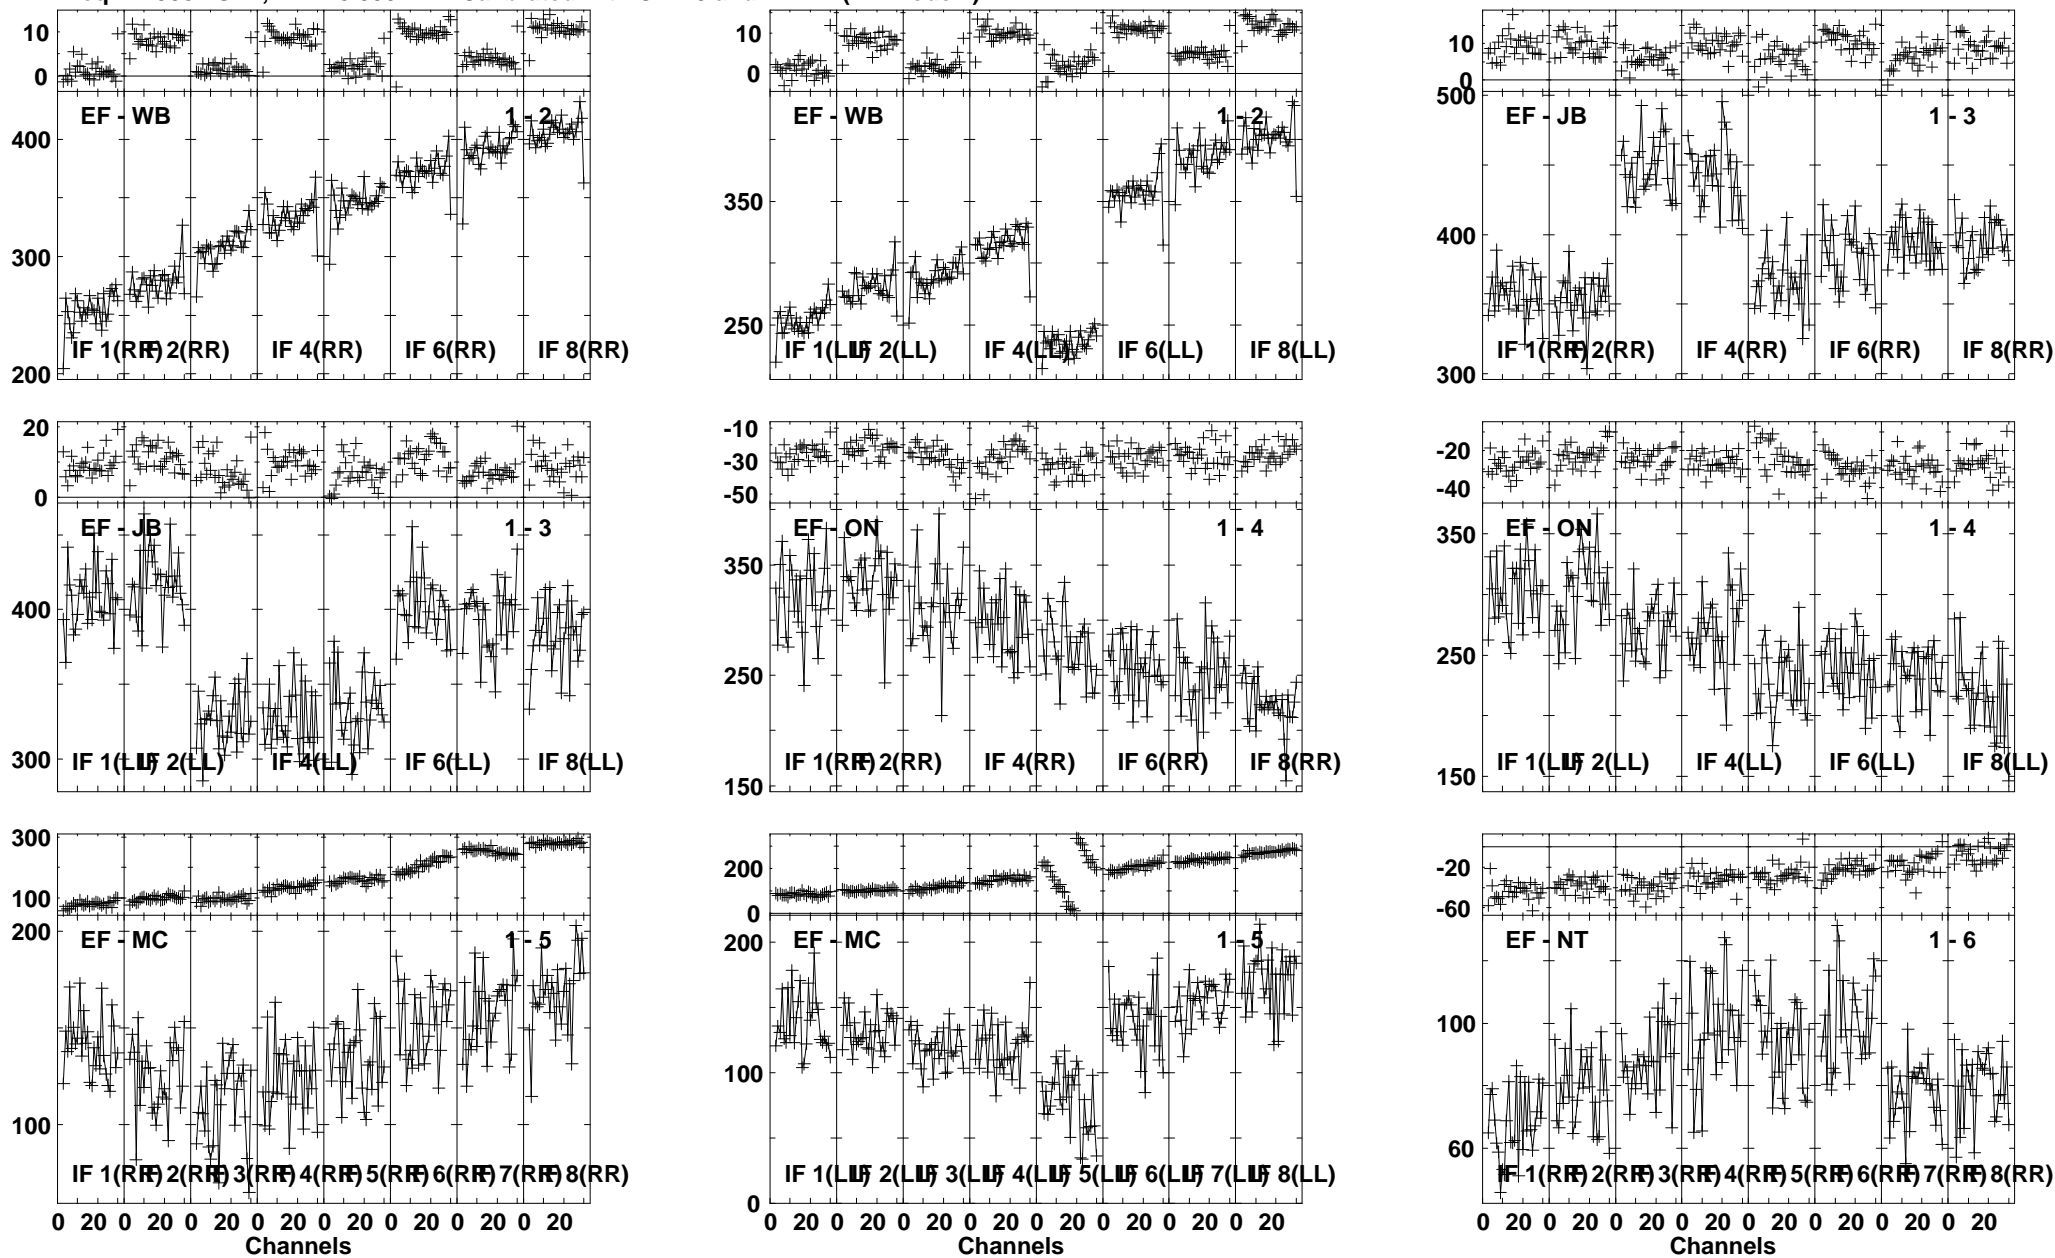 10 10 10
0 0 0
EF - WB 1 - 2 EF - WB 1 - 2 500 EF - JB 1 - 3
400
350 400
300
250
IF 1(RR) IF 2(RR) IF 4(RR) IF 6(RR) IF 8(RR) IF 1(LL) IF 2(LL) IF 4(LL) IF 6(LL) IF 8(LL) IF 1(RR) IF 2(RR) IF 4(RR) IF 6(RR) IF 8(RR)
200 300
20 -10 -20
-30
0 -50 -40
EF - JB 1 - 3 EF - ON 1 - 4 EF - ON 1 - 4
350 350
400
250 250
300 IF 1(LL) IF 2(LL) IF 4(LL) IF 6(LL) IF 8(LL) IF 1(RR) IF 2(RR) IF 4(RR) IF 6(RR) IF 8(RR) IF 1(LL) IF 2(LL) IF 4(LL) IF 6(LL) IF 8(LL)
150 150
300 200 -20
100 0 -60
200 EF - MC 1 - 5 200 EF - MC 1 - 5 EF - NT 1 - 6
100 100 100
60
IF 1(RR) IF 2(RR) IF 3(RR) IF 4(RR) IF 5(RR) IF 6(RR) IF 7(RR) IF 8(RR) IF 1(LL) IF 2(LL) IF 3(LL) IF 4(LL) IF 5(LL) IF 6(LL) IF 7(LL) IF 8(LL) IF 1(RR) IF 2(RR) IF 3(RR) IF 4(RR) IF 5(RR) IF 6(RR) IF 7(RR) IF 8(RR)
0
0 20 0 20 0 20 0 20 0 20 0 20 0 20 0 20 0 20 0 20 0 20 0 20 0 20 0 20 0 20 0 20 0 20 0 20 0 20 0 20 0 20 0 20 0 20 0 20
Channels Channels Channels